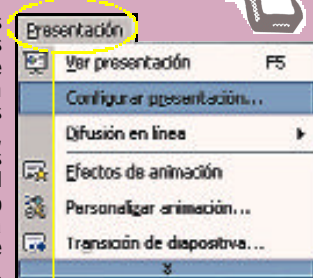 Presentación
Ver presentación F5
Configurar presentación...
Difusión en línea
Efectos de animación
Personalizar animación...
Transición de diapositiva...